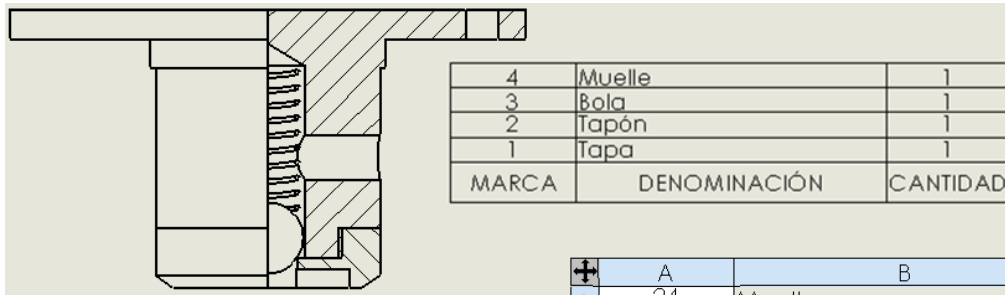 4 Muelle 1
3 Bola 1
2 Tapón 1
1 Tapa 1
MARCA DENOMINACIÓN CANTIDAD
A B